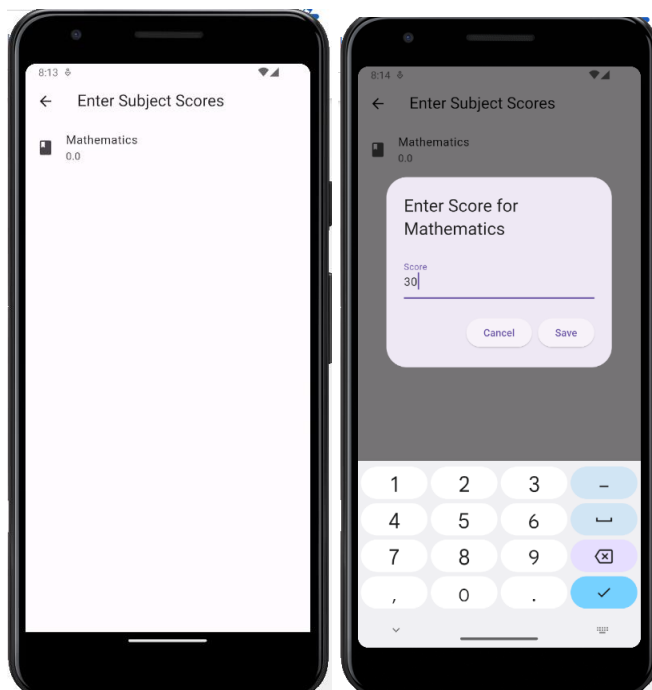 8:13
Enter Subject Scores
Mathematics
0.0
8:14
Enter Subject Scores
Mathematics
0.0
Enter Score for
Mathematics
Score
30
Cancel
Save
1 2 3 –
4 5 6
7 8 9
, 0 .